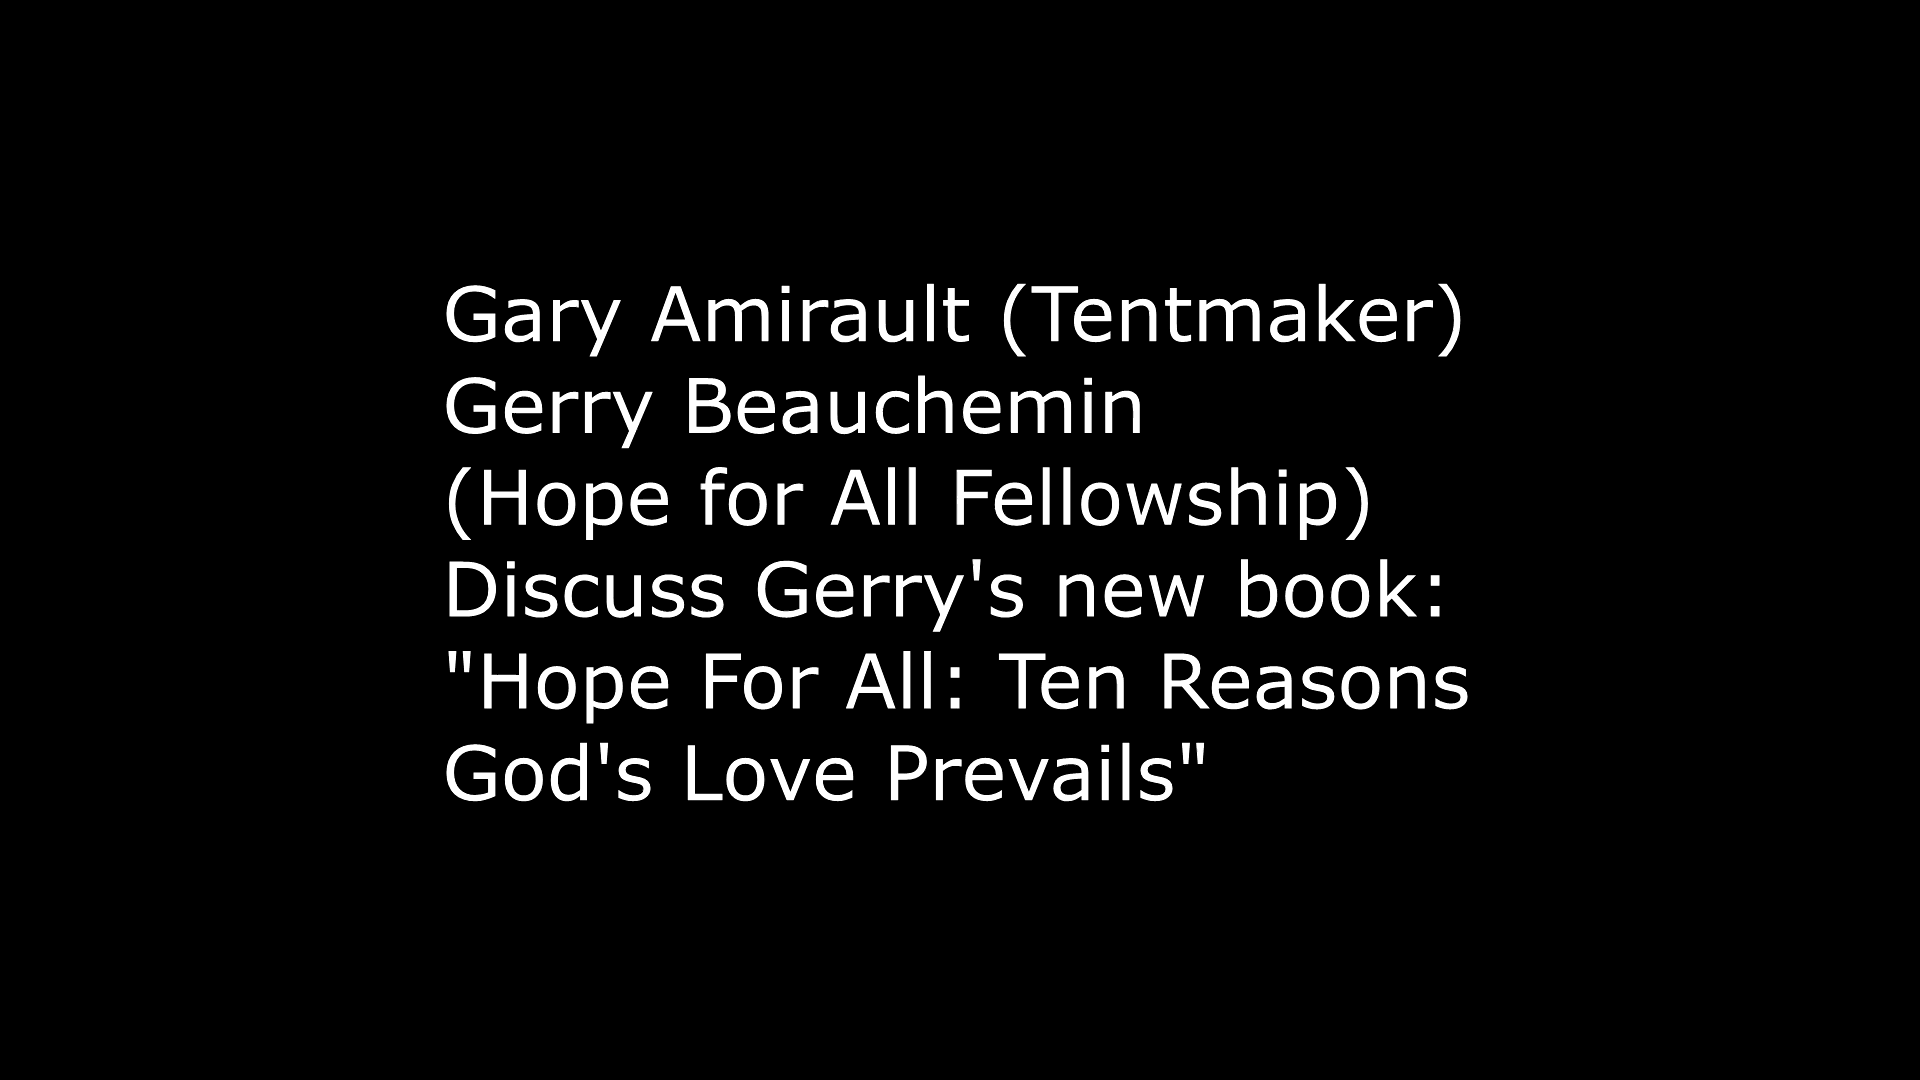 Gary Amirault (Tentmaker)
Gerry Beauchemin
(Hope for All Fellowship)
Discuss Gerry's new book:
"Hope For All: Ten Reasons
God's Love Prevails"